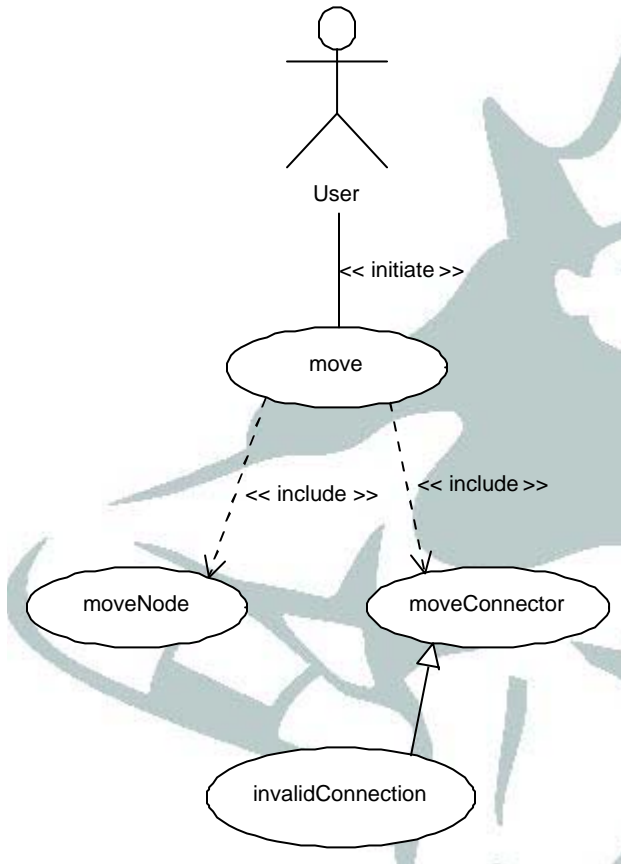 User
<< initiate >>
move
<< include >>
<< include >>
moveNode
moveConnector
invalidConnection